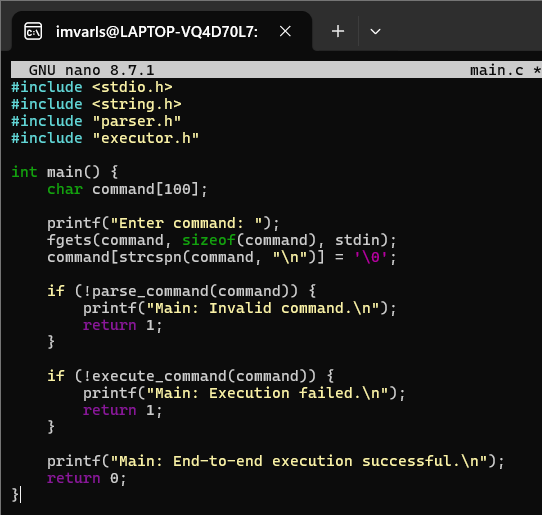 imvarls@LAPTOP-VQ4D70L7:
GNU nano 8.7.1 main.c *
#include <stdio.h>
#include <string.h>
#include "parser.h"
#include "executor.h"
int main() {
    char command[100];
    printf("Enter command: ");
    fgets(command, sizeof(command), stdin);
    command[strcspn(command, "\n")] = '\0';
    if (!parse_command(command)) {
        printf("Main: Invalid command.\n");
        return 1;
    }
    if (!execute_command(command)) {
        printf("Main: Execution failed.\n");
        return 1;
    }
    printf("Main: End-to-end execution successful.\n");
    return 0;
}